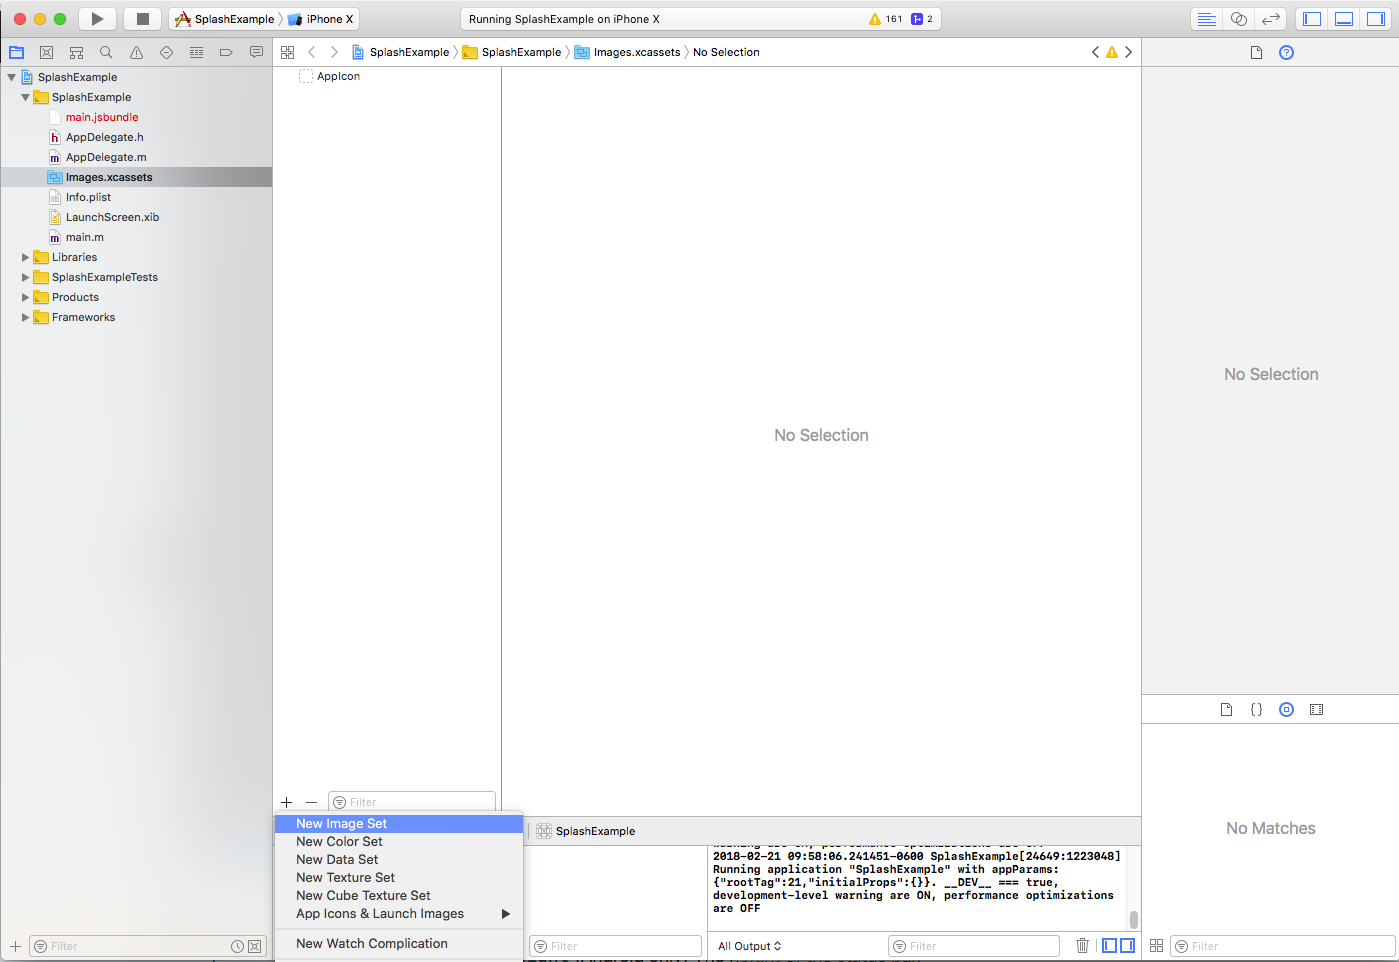 SplashExample iPhone X
Running SplashExample on iPhone X
161 2
SplashExample SplashExample Images.xcassets No Selection
SplashExample
SplashExample
main.jsbundle
AppDelegate.h
AppDelegate.m
Images.xcassets
Info.plist
LaunchScreen.xib
main.m
Libraries
SplashExampleTests
Products
Frameworks
Filter
AppIcon
No Selection
Filter
New Image Set
New Color Set
New Data Set
New Texture Set
New Cube Texture Set
App Icons & Launch Images
New Watch Complication
SplashExample
2018-02-21 09:58:06.241451-0600 SplashExample[24649:1223048]
Running application "SplashExample" with appParams:
{"rootTag":21,"initialProps":{}}. __DEV__ === true,
development-level warning are ON, performance optimizations
are OFF
Filter
All Output
Filter
No Selection
No Matches
Filter